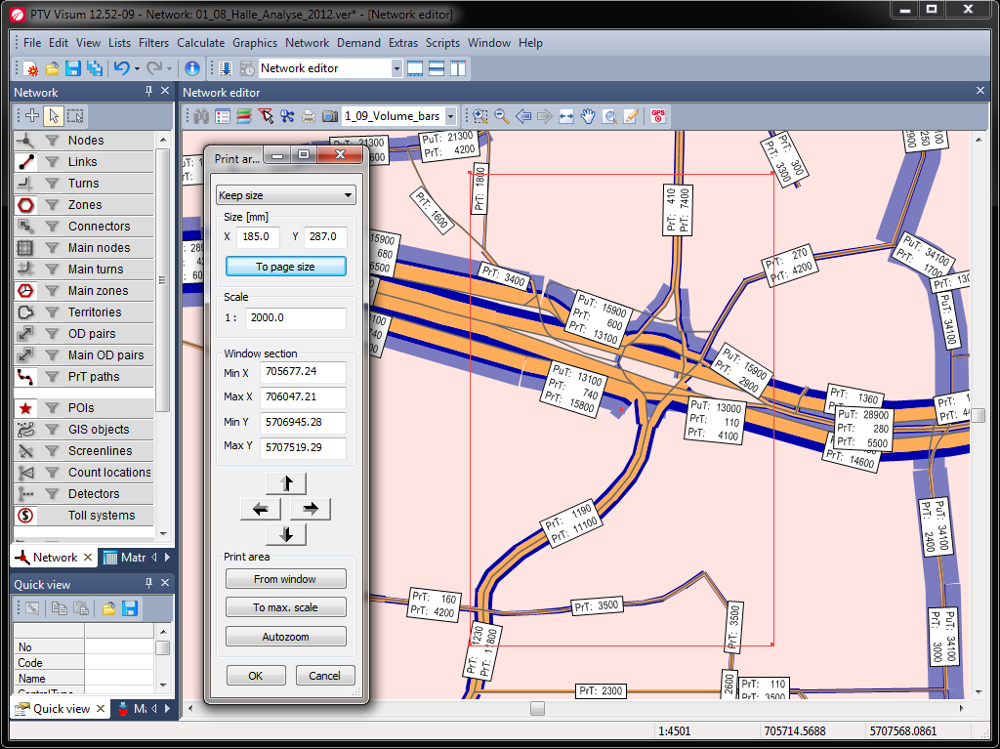 PTV Visum 12.52-09 - Network: 01_08_Halle_Analyse_2012.ver* - [Network editor]
File Edit View Lists Filters Calculate Graphics Network Demand Extras Scripts Window Help
Network editor
Network
Network editor
1_09_Volume_bars
GPS
Nodes
Links
Turns
Zones
Connectors
Main nodes
Main turns
Main zones
Territories
OD pairs
Main OD pairs
PrT paths
POIs
GIS objects
Screenlines
Count locations
Detectors
Toll systems
Network
Matr
Quick view
No
Code
Name
ControlType
Quick view
Ma
Print ar...
Keep size
Size [mm]
X 185.0 Y 287.0
To page size
Scale
1 : 2000.0
Window section
Min X 705677.24
Max X 706047.21
Min Y 5706945.28
Max Y 5707519.29
Print area
From window
To max. scale
Autozoom
OK Cancel
21300
600
PuT: 21300
PrT: 4200
PrT: 1800
PrT: 1600
PrT: 410
PrT: 7400
PrT: 300
PrT: 3300
250
PrT: 270
PrT: 4200
PuT: 34100
PrT: 1700
15900
680
6500
PrT: 3400
PuT: 15900
PrT: 600
PrT: 13100
PuT: 34100
PrT:
740
PuT: 13100
PrT: 740
PrT: 15800
PuT: 15900
PrT: 2900
PuT: 13000
PrT: 110
PrT: 4100
PrT: 1360
PuT: 28900
PrT: 280
PrT: 5500
PrT: 14600
PuT:
PrT:
PrT: 1190
PrT: 11100
PuT: 34100
PrT: 2400
PrT: 160
PrT: 4200
PrT: 3500
PrT: 3500
PrT: 1230
PrT: 11800
PuT: 34100
PrT: 3000
PrT: 2300
2600
PrT: 110
PrT: 3500
1:4501
705714.5688
5707568.0861